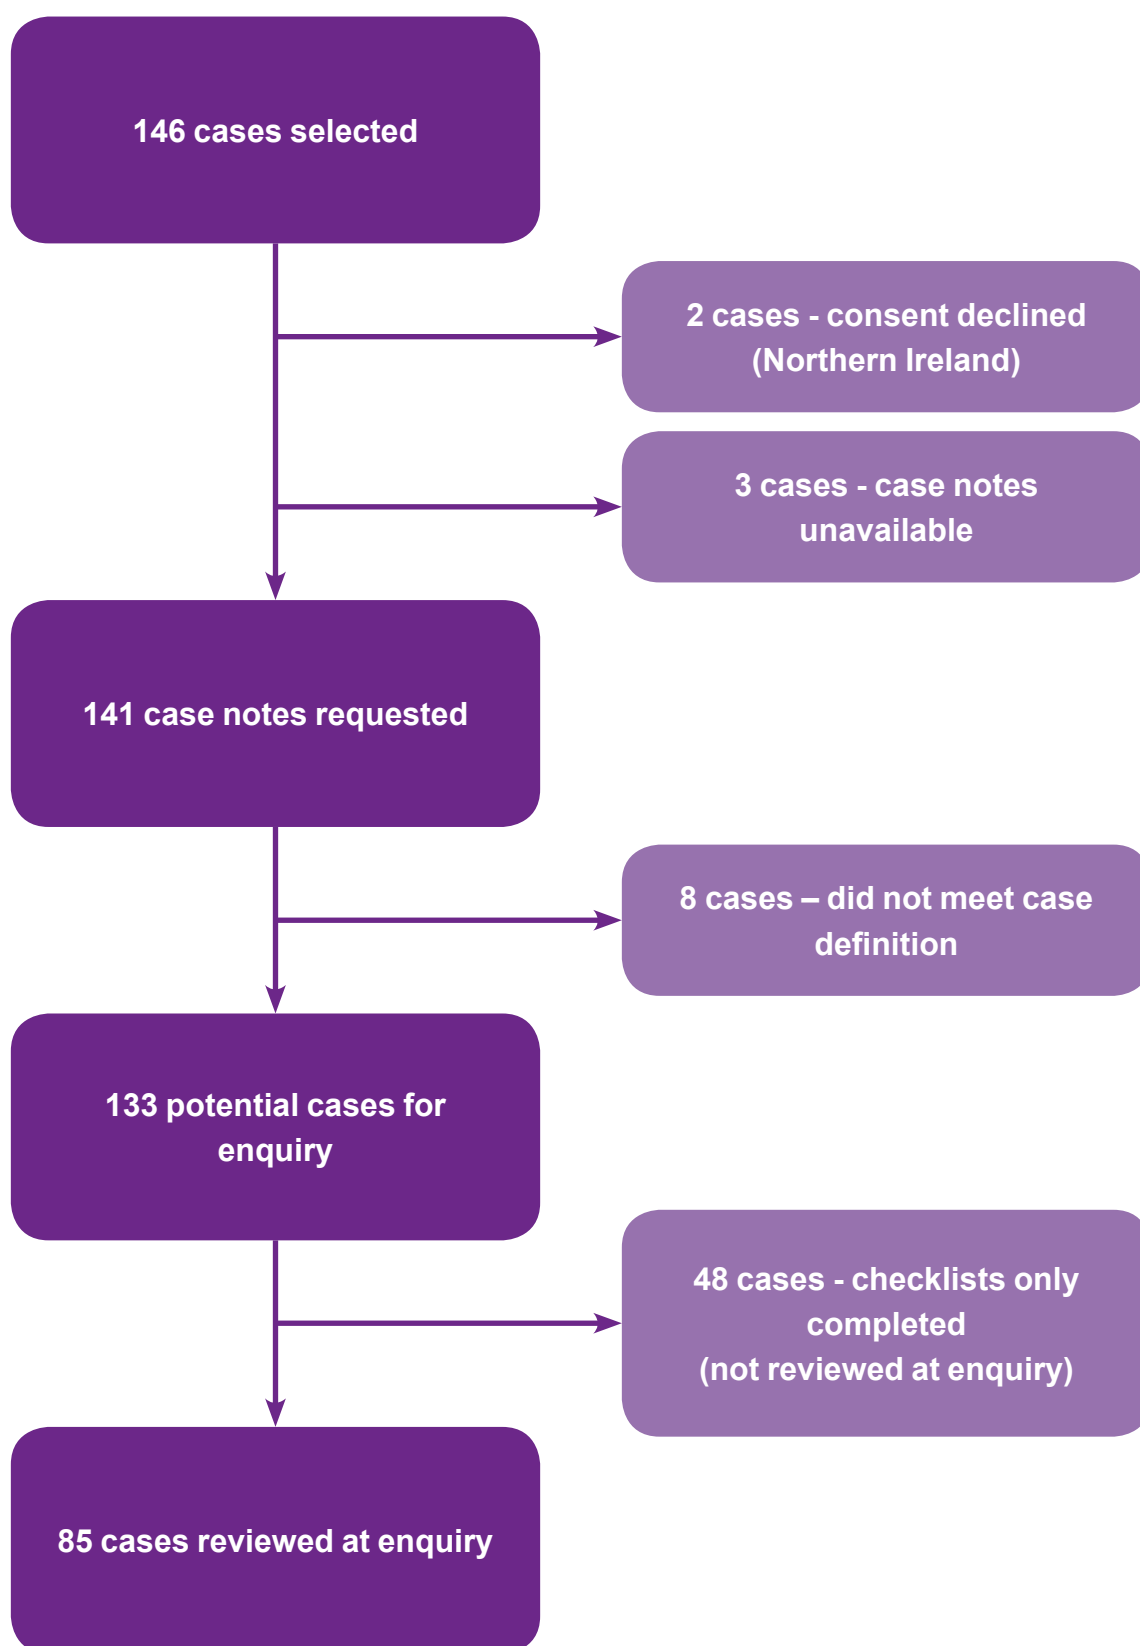 146 cases selected
2 cases - consent declined
(Northern Ireland)
3 cases - case notes
unavailable
141 case notes requested
8 cases – did not meet case
definition
133 potential cases for
enquiry
48 cases - checklists only
completed
(not reviewed at enquiry)
85 cases reviewed at enquiry